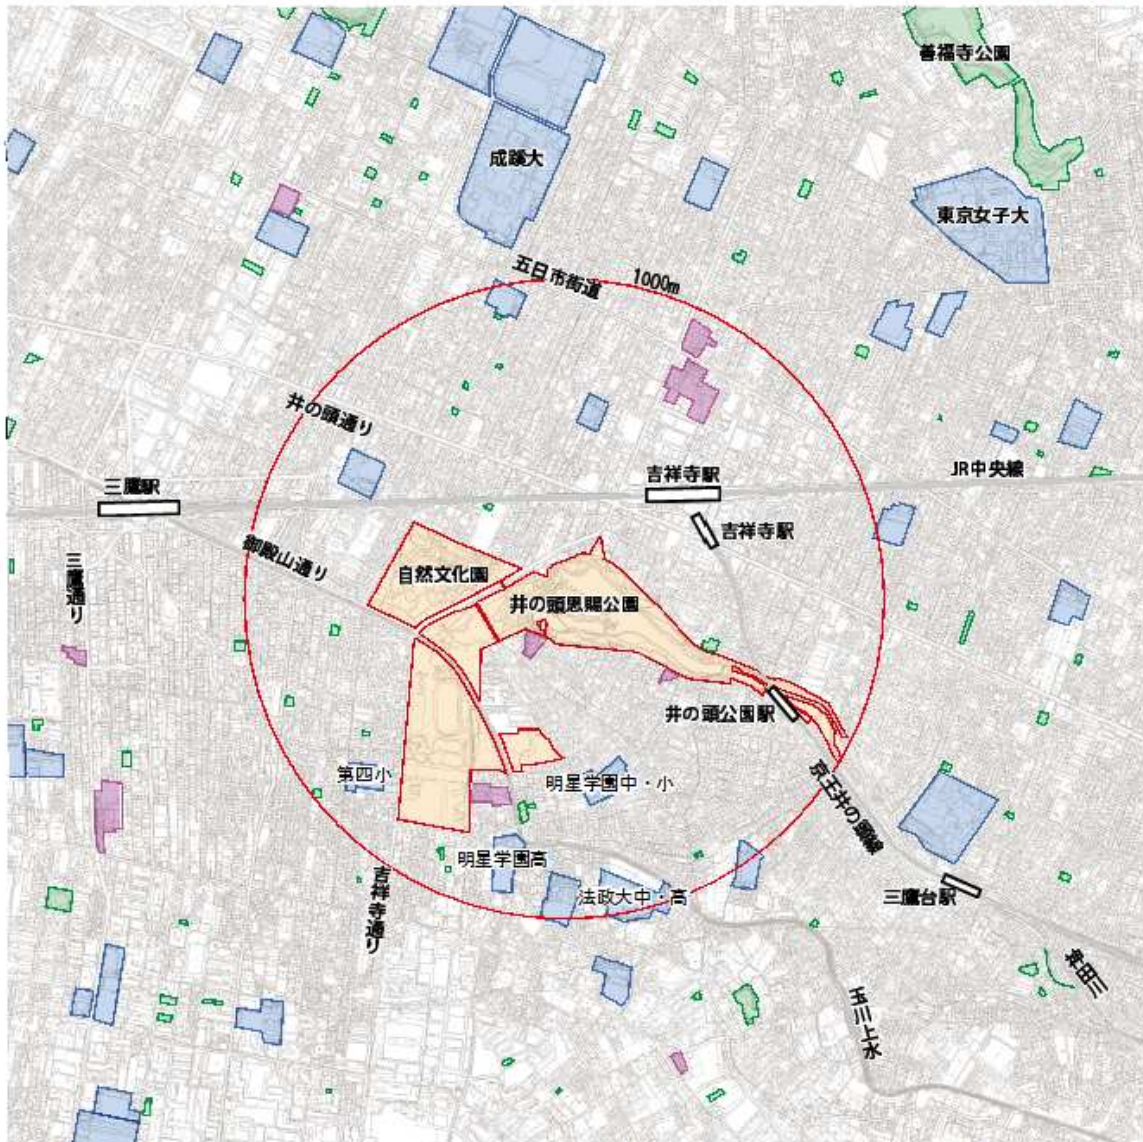 善福寺公園
成蹊大
東京女子大
五日市街道
1000m
井の頭通り
三鷹駅
吉祥寺駅
JR中央線
吉祥寺駅
御殿山通り
三鷹通り
自然文化園
井の頭恩賜公園
井の頭公園駅
第四小
明星学園中・小
京王井の頭線
明星学園高
法政大中・高
吉祥寺通り
三鷹台駅
神田川
玉川上水